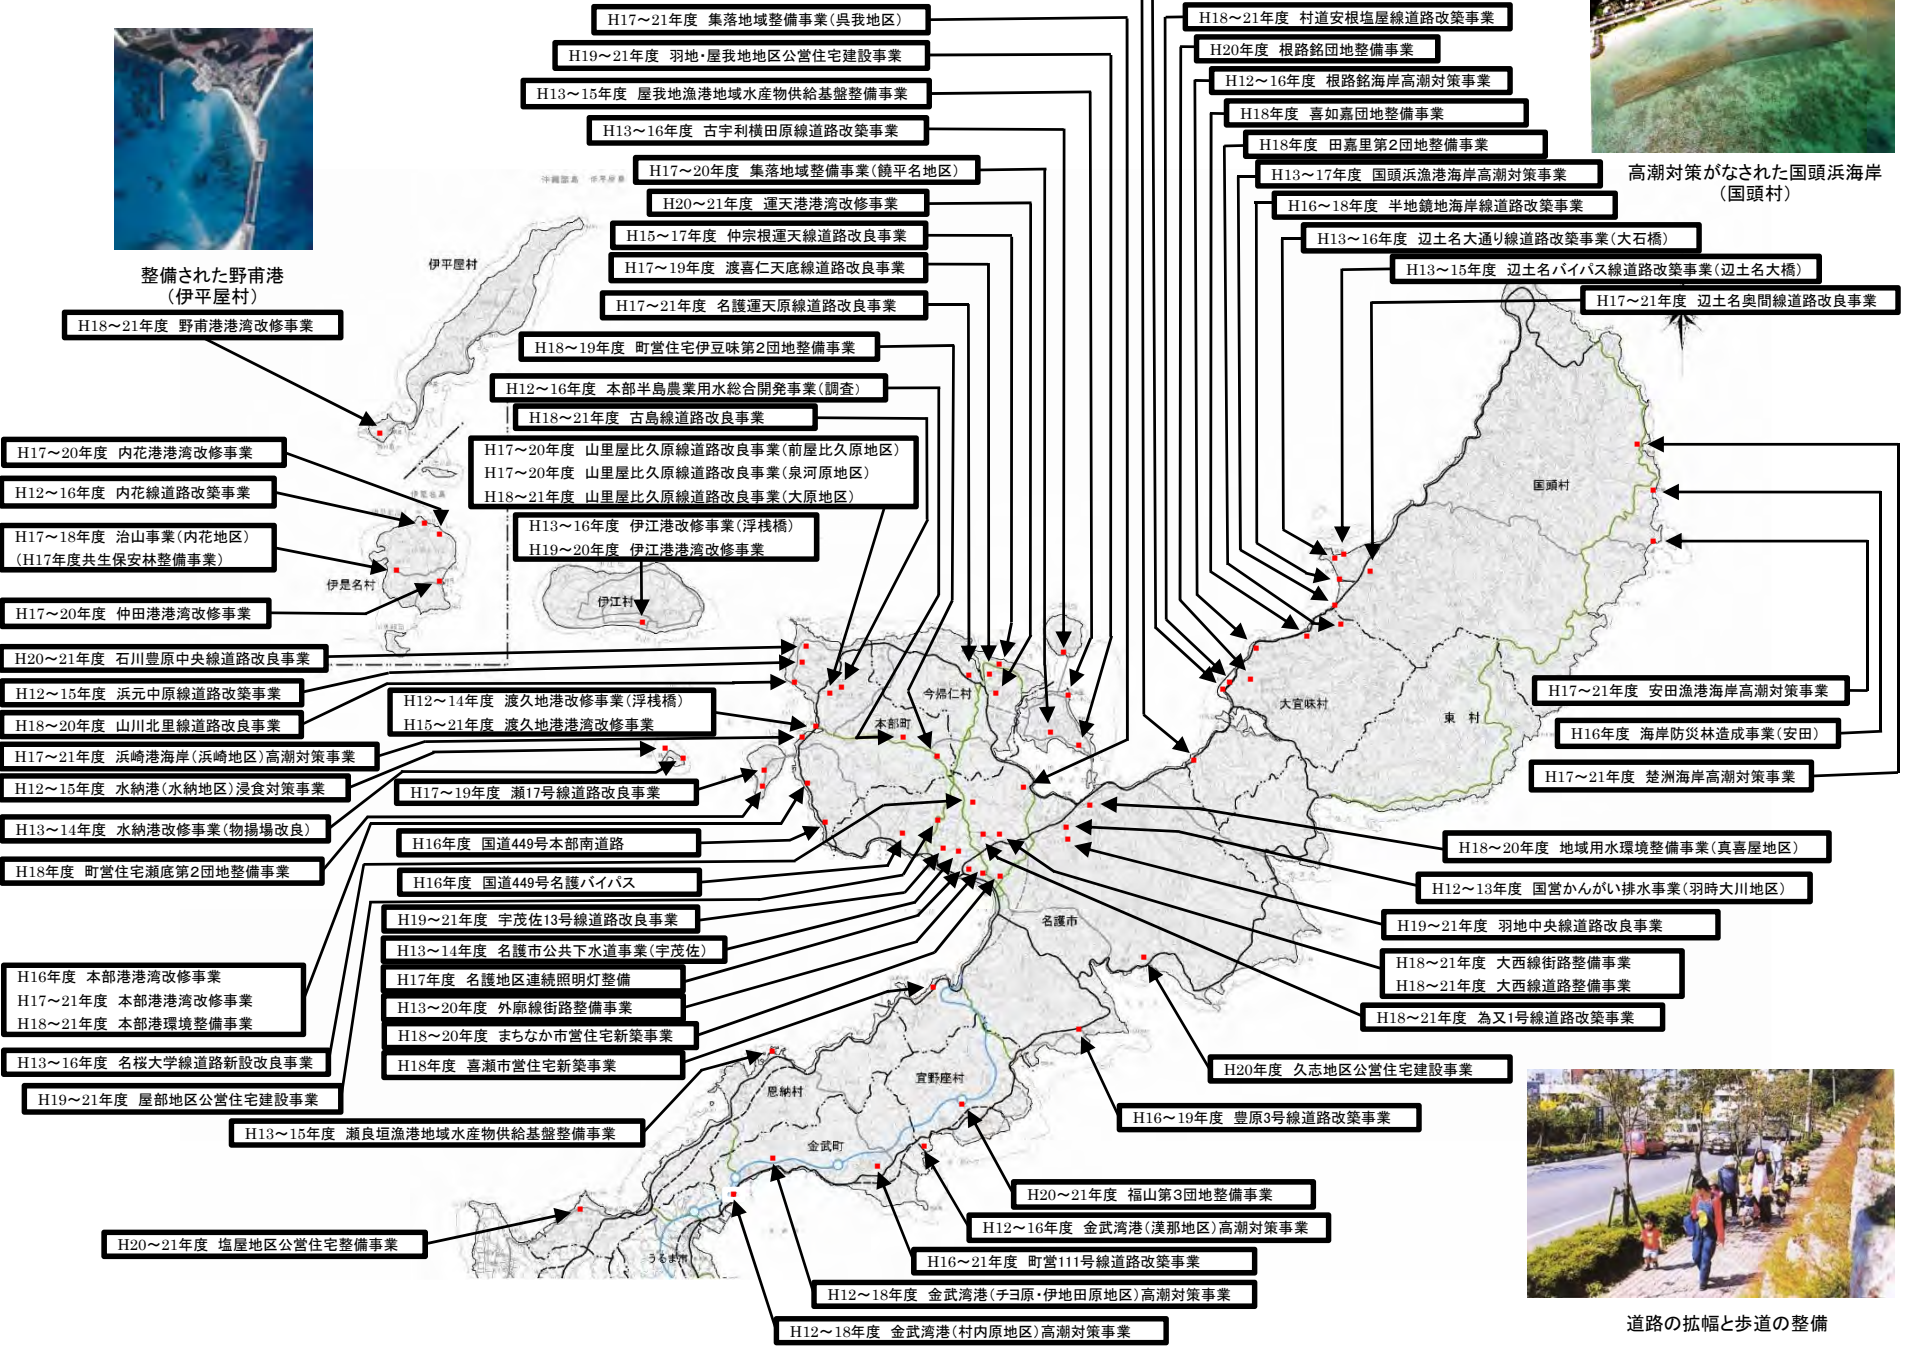 H17～21年度 集落地域整備事業(呉我地区)
H19～21年度 羽地・屋我地地区公営住宅建設事業
H13～15年度 屋我地漁港地域水産物供給基盤整備事業
H13～16年度 古宇利横田原線道路改築事業
H17～20年度 集落地域整備事業(饒平名地区)
H20～21年度 運天港港湾改修事業
H15～17年度 仲宗根運天線道路改良事業
H17～19年度 渡喜仁天底線道路改良事業
H17～21年度 名護運天原線道路改良事業
H18～19年度 町営住宅伊豆味第2団地整備事業
H12～16年度 本部半島農業用水総合開発事業(調査)
H18～21年度 古島線道路改良事業
H17～20年度 山里屋比久原線道路改良事業(前屋比久原地区)
H17～20年度 山里屋比久原線道路改良事業(泉河原地区)
H18～21年度 山里屋比久原線道路改良事業(大原地区)
H13～16年度 伊江港改修事業(浮桟橋)
H19～20年度 伊江港港湾改修事業
H18～21年度 村道安根塩屋線道路改築事業
H20年度 根路銘団地整備事業
H12～16年度 根路銘海岸高潮対策事業
H18年度 喜如嘉団地整備事業
H18年度 田嘉里第2団地整備事業
H13～17年度 国頭浜漁港海岸高潮対策事業
H16～18年度 半地鏡地海岸線道路改築事業
H13～16年度 辺土名大通り線道路改築事業(大石橋)
H13～15年度 辺土名バイパス線道路改築事業(辺土名大橋)
H17～21年度 辺土名奥間線道路改良事業
高潮対策がなされた国頭浜海岸
(国頭村)
整備された野甫港
(伊平屋村)
H18～21年度 野甫港港湾改修事業
H17～20年度 内花港港湾改修事業
H12～16年度 内花線道路改築事業
H17～18年度 治山事業(内花地区)
(H17年度共生保安林整備事業)
H17～20年度 仲田港港湾改修事業
H20～21年度 石川豊原中央線道路改良事業
H12～15年度 浜元中原線道路改築事業
H18～20年度 山川北里線道路改良事業
H17～21年度 浜崎港海岸(浜崎地区)高潮対策事業
H12～15年度 水納港(水納地区)浸食対策事業
H13～14年度 水納港改修事業(物揚場改良)
H18年度 町営住宅瀬底第2団地整備事業
H12～14年度 渡久地港改修事業(浮桟橋)
H15～21年度 渡久地港港湾改修事業
H17～19年度 瀬17号線道路改良事業
H16年度 国道449号本部南道路
H16年度 国道449号名護バイパス
H19～21年度 宇茂佐13号線道路改良事業
H13～14年度 名護市公共下水道事業(宇茂佐)
H17年度 名護地区連続照明灯整備
H13～20年度 外廓線街路整備事業
H18～20年度 まちなか市営住宅新築事業
H18年度 喜瀬市営住宅新築事業
H16年度 本部港港湾改修事業
H17～21年度 本部港港湾改修事業
H18～21年度 本部港環境整備事業
H13～16年度 名桜大学線道路新設改良事業
H19～21年度 屋部地区公営住宅建設事業
H13～15年度 瀬良垣漁港地域水産物供給基盤整備事業
H20～21年度 塩屋地区公営住宅整備事業
H17～21年度 安田漁港海岸高潮対策事業
H16年度 海岸防災林造成事業(安田)
H17～21年度 楚洲海岸高潮対策事業
H18～20年度 地域用水環境整備事業(真喜屋地区)
H12～13年度 国営かんがい排水事業(羽時大川地区)
H19～21年度 羽地中央線道路改良事業
H18～21年度 大西線街路整備事業
H18～21年度 大西線道路整備事業
H18～21年度 為又1号線道路改築事業
H20年度 久志地区公営住宅建設事業
H16～19年度 豊原3号線道路改築事業
H20～21年度 福山第3団地整備事業
H12～16年度 金武湾港(漢那地区)高潮対策事業
H16～21年度 町営111号線道路改築事業
H12～18年度 金武湾港(チヨ原・伊地田原地区)高潮対策事業
H12～18年度 金武湾港(村内原地区)高潮対策事業
道路の拡幅と歩道の整備
伊平屋村
伊是名村
伊江村
今帰仁村
本部町
国頭村
大宜味村
東 村
名護市
恩納村
宜野座村
金武町
うるま市